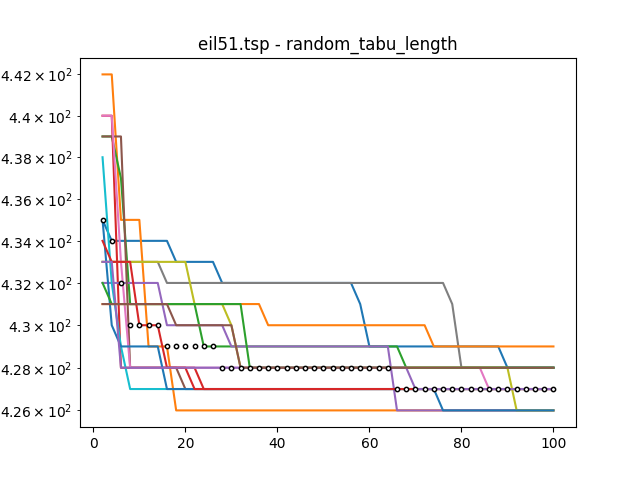 eil51.tsp - random_tabu_length
4.42 × 10²
4.4 × 10²
4.38 × 10²
4.36 × 10²
4.34 × 10²
4.32 × 10²
4.3 × 10²
4.28 × 10²
4.26 × 10²
0 20 40 60 80 100